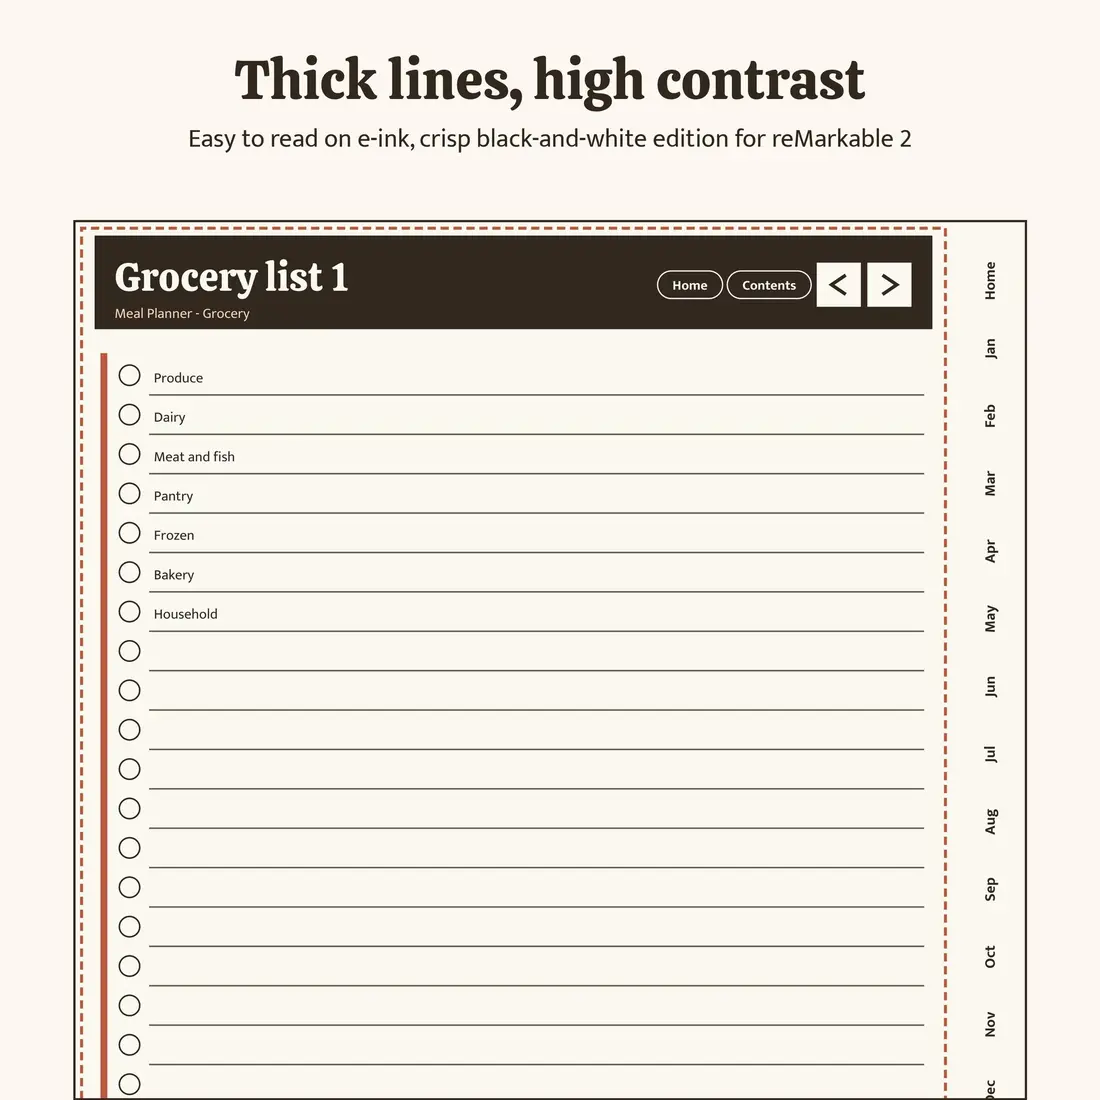 Thick lines, high contrast
Easy to read on e-ink, crisp black-and-white edition for reMarkable 2
Grocery list 1
Meal Planner - Grocery
Home
Contents
Produce
Dairy
Meat and fish
Pantry
Frozen
Bakery
Household
Home
Jan
Feb
Mar
Apr
May
Jun
Jul
Aug
Sep
Oct
Nov